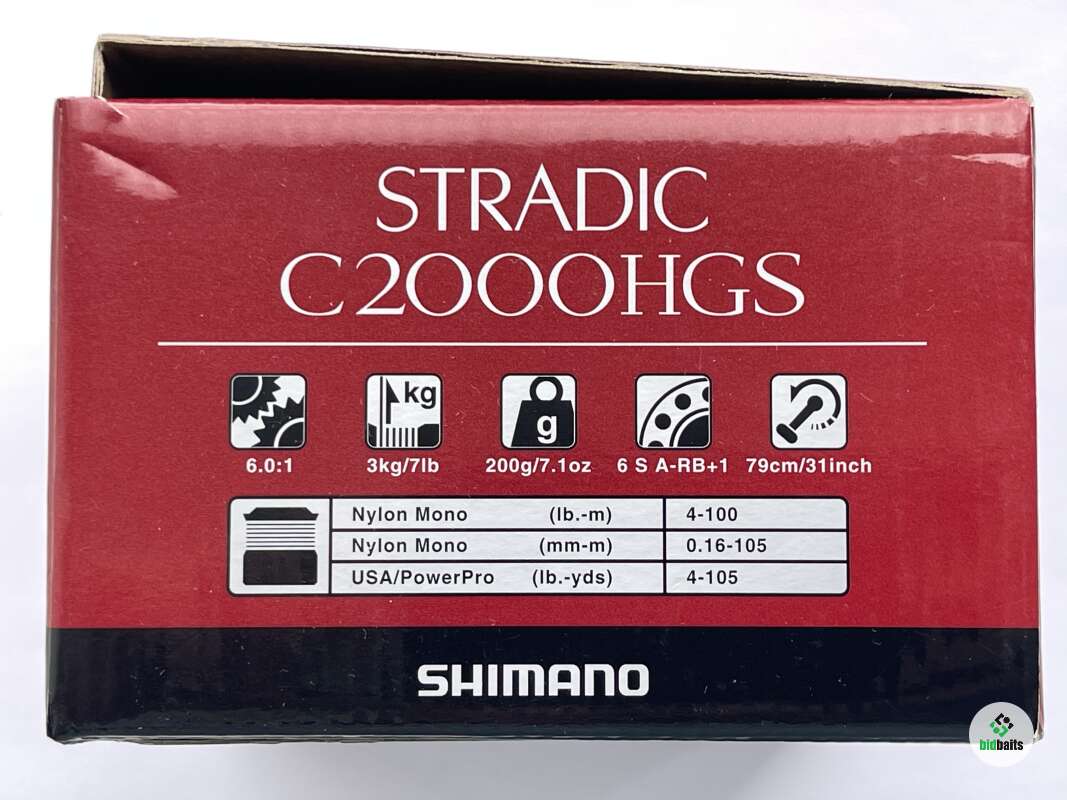 STRADIC
C2000HGS
kg
g
6.0:1 3kg/7lb 200g/7.1oz 6 S A-RB+1 79cm/31inch
Nylon Mono (lb.-m) 4-100
Nylon Mono (mm-m) 0.16-105
USA/PowerPro (lb.-yds) 4-105
SHIMANO
bidbaits